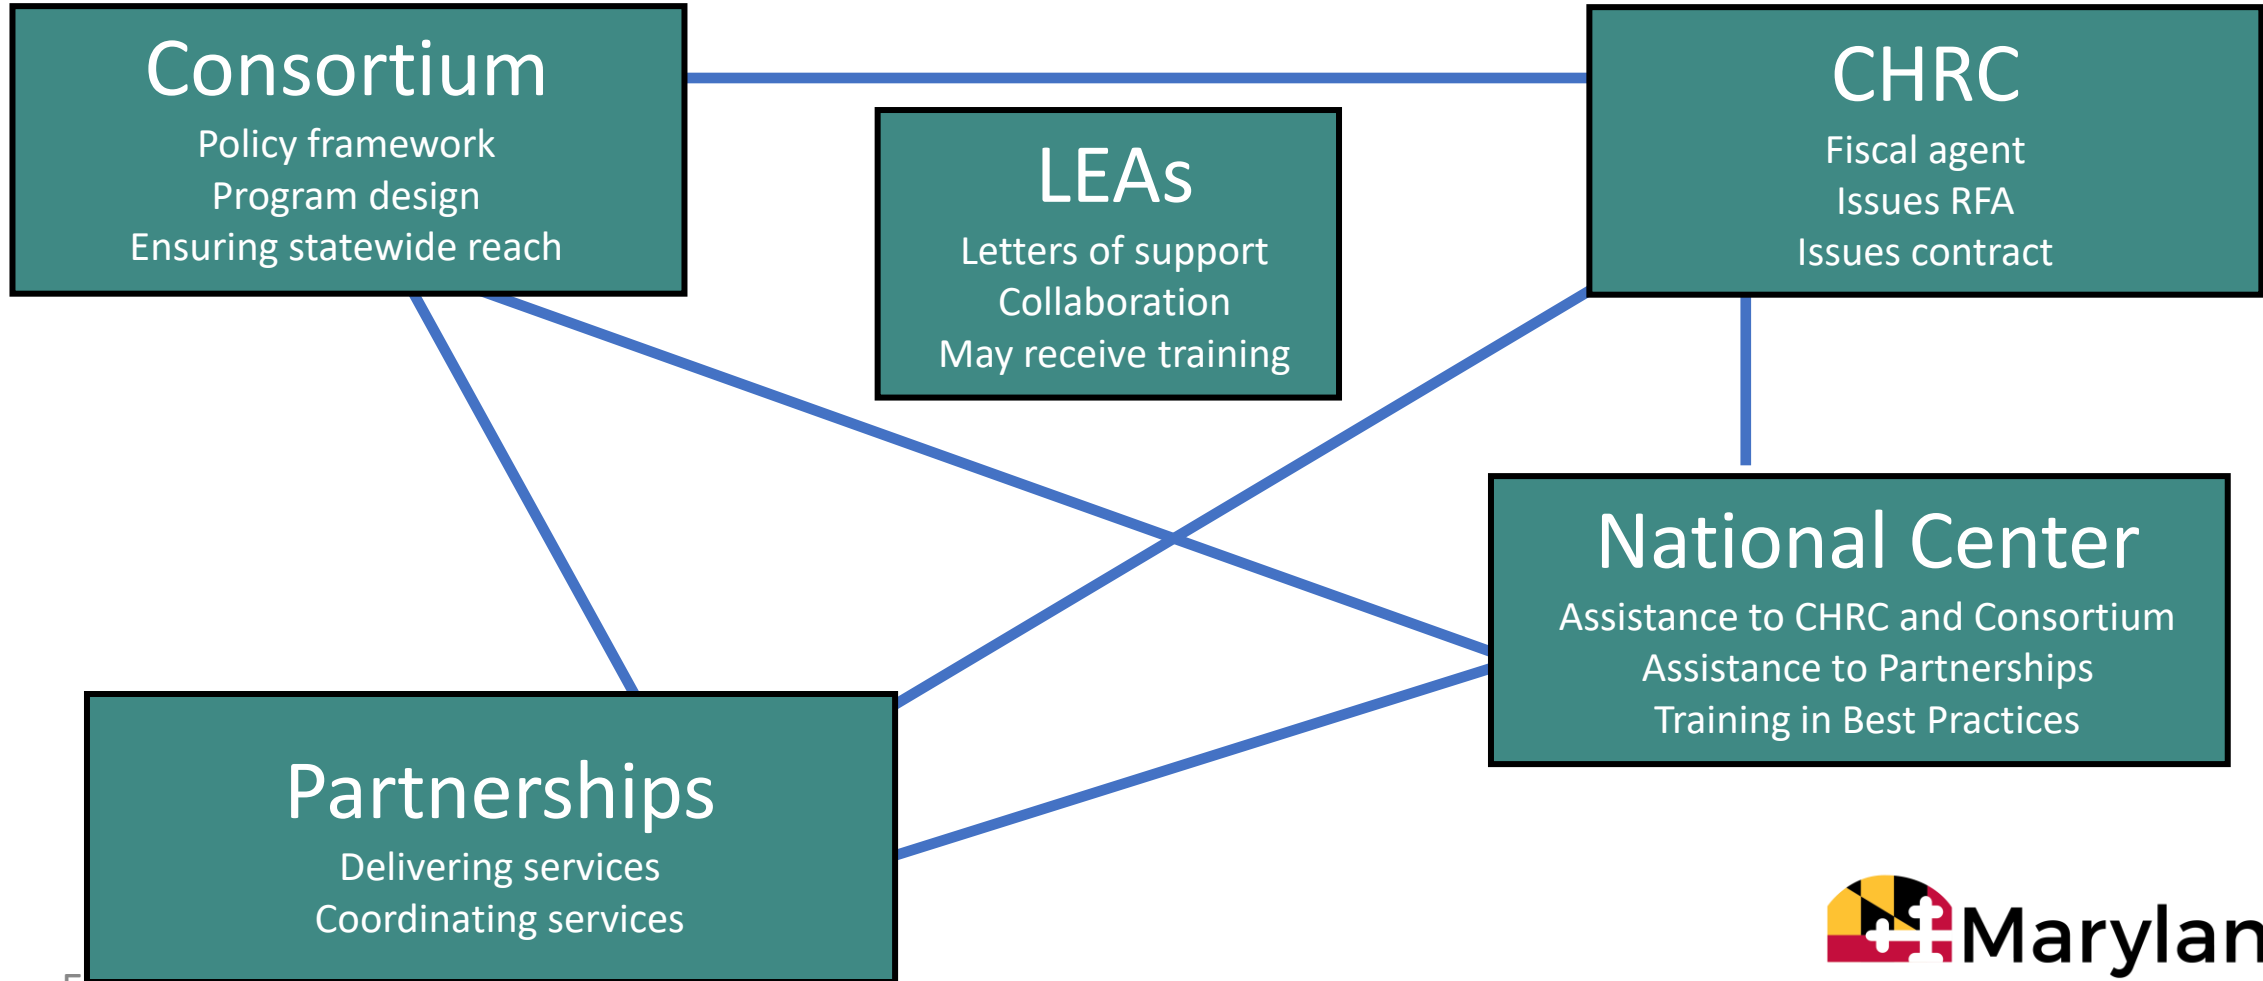 Consortium
Policy framework
Program design
Ensuring statewide reach
CHRC
Fiscal agent
Issues RFA
Issues contract
LEAs
Letters of support
Collaboration
May receive training
National Center
Assistance to CHRC and Consortium
Assistance to Partnerships
Training in Best Practices
Partnerships
Delivering services
Coordinating services
Marylan